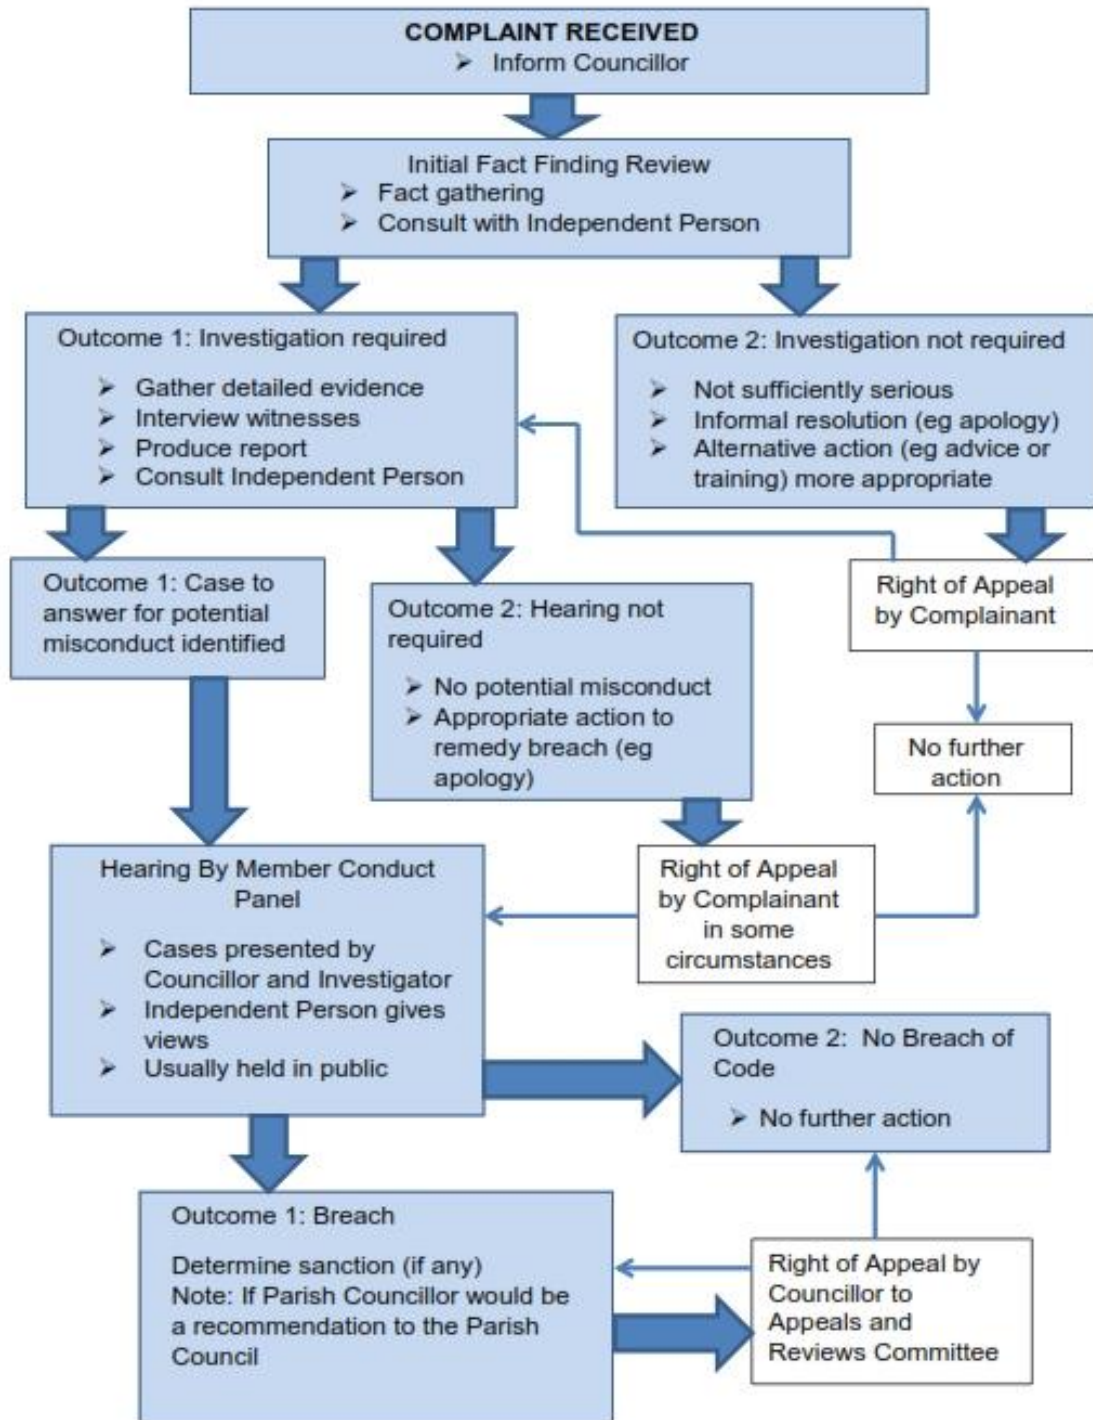 COMPLAINT RECEIVED
➢ Inform Councillor
Initial Fact Finding Review
➢ Fact gathering
➢ Consult with Independent Person
Outcome 1: Investigation required
➢ Gather detailed evidence
➢ Interview witnesses
➢ Produce report
➢ Consult Independent Person
Outcome 2: Investigation not required
➢ Not sufficiently serious
➢ Informal resolution (eg apology)
➢ Alternative action (eg advice or
training) more appropriate
Outcome 1: Case to
answer for potential
misconduct identified
Outcome 2: Hearing not
required
➢ No potential misconduct
➢ Appropriate action to
remedy breach (eg
apology)
Right of Appeal
by Complainant
No further
action
Hearing By Member Conduct
Panel
➢ Cases presented by
Councillor and Investigator
➢ Independent Person gives
views
➢ Usually held in public
Right of Appeal
by Complainant
in some
circumstances
Outcome 2: No Breach of
Code
➢ No further action
Outcome 1: Breach
Determine sanction (if any)
Note: If Parish Councillor would be
a recommendation to the Parish
Council
Right of Appeal by
Councillor to
Appeals and
Reviews Committee